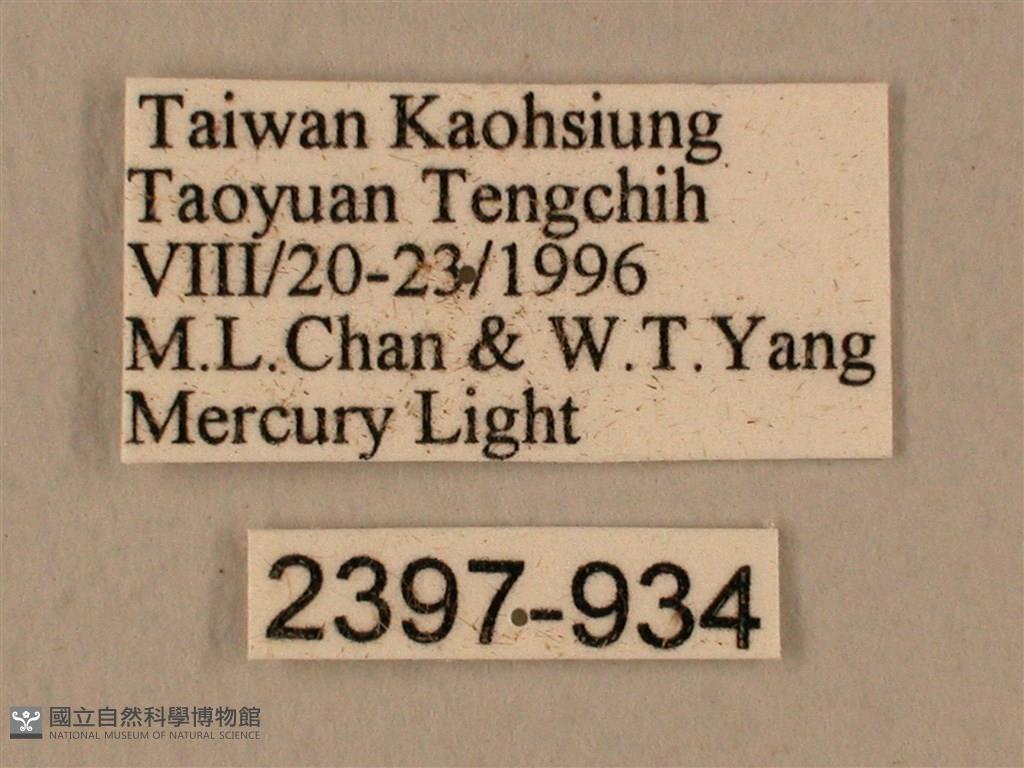 Taiwan Kaohsiung
Taoyuan Tengchih
VIII/20-23/1996
M.L.Chan & W.T.Yang
Mercury Light
2397-934
國立自然科學博物館
NATIONAL MUSEUM OF NATURAL SCIENCE